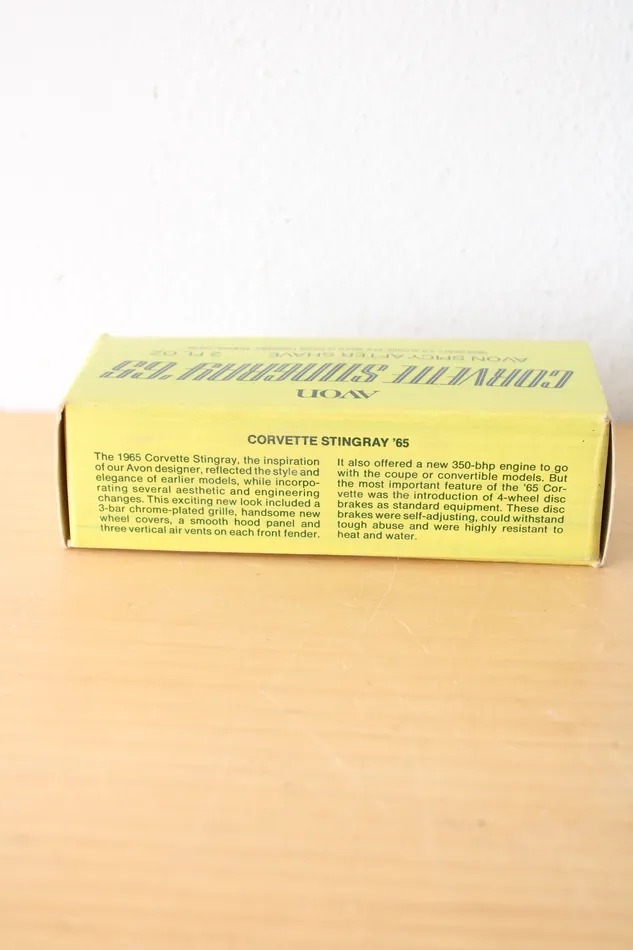 AVON
CORVETTE STINGRAY '65
AVON SPICY AFTER SHAVE 2 FL. OZ
CORVETTE STINGRAY '65
The 1965 Corvette Stingray, the inspiration
of our Avon designer, reflected the style and
elegance of earlier models, while incorpo-
rating several aesthetic and engineering
changes. This exciting new look included a
3-bar chrome-plated grille, handsome new
wheel covers, a smooth hood panel and
three vertical air vents on each front fender.
It also offered a new 350-bhp engine to go
with the coupe or convertible models. But
the most important feature of the '65 Cor-
vette was the introduction of 4-wheel disc
brakes as standard equipment. These disc
brakes were self-adjusting, could withstand
tough abuse and were highly resistant to
heat and water.